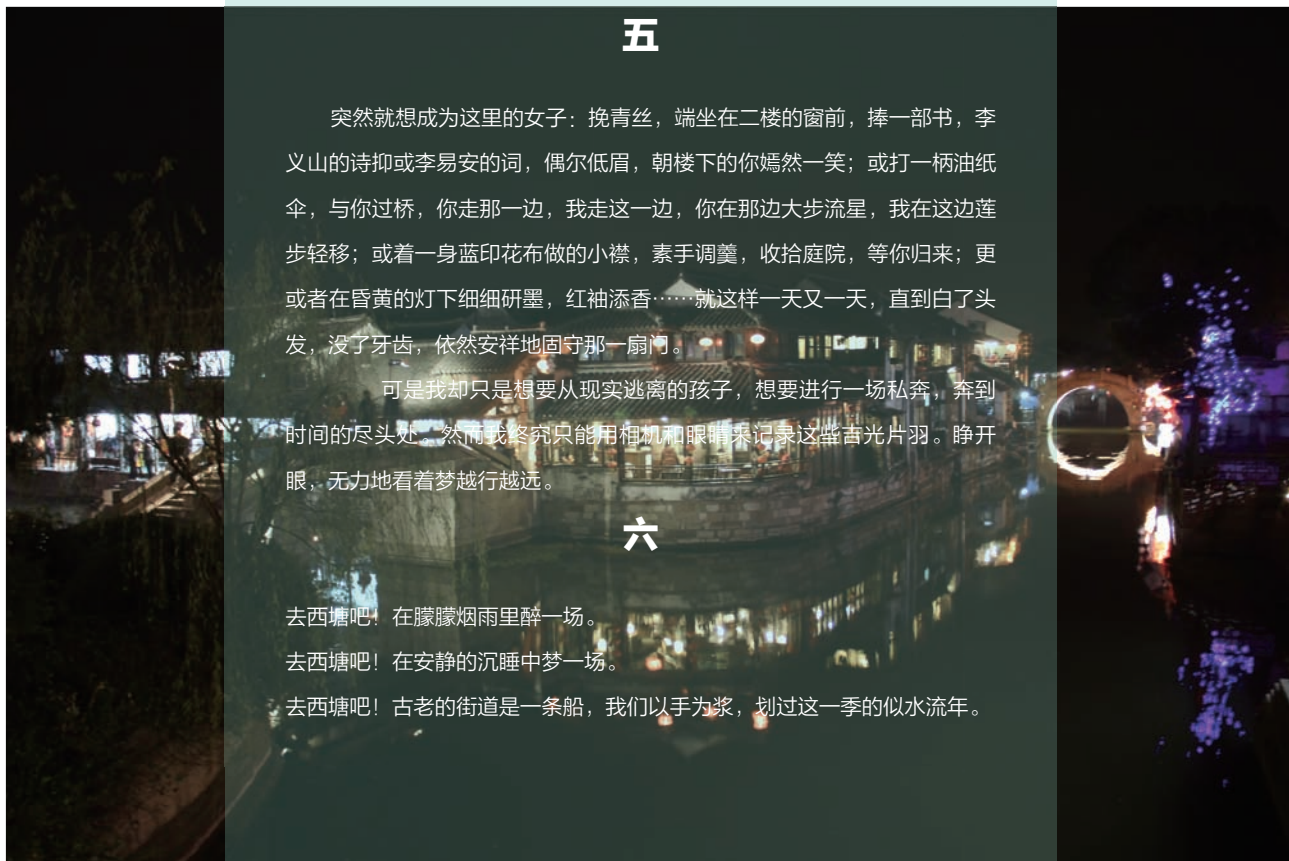 五
突然就想成为这里的女子：挽青丝，端坐在二楼的窗前，捧一部书，李
义山的诗抑或李易安的词，偶尔低眉，朝楼下的你嫣然一笑；或打一柄油纸
伞，与你过桥，你走那一边，我走这一边，你在那边大步流星，我在这边莲
步轻移；或着一身蓝印花布做的小襟，素手调羹，收拾庭院，等你归来；更
或者在昏黄的灯下细细研墨，红袖添香……就这样一天又一天，直到白了头
发，没了牙齿，依然安祥地固守那一扇门。
可是我却只是想要从现实逃离的孩子，想要进行一场私奔，奔到
时间的尽头处。然而我终究只能用相机和眼睛来记录这些吉光片羽。睁开
眼，无力地看着梦越行越远。
六
去西塘吧！在朦朦烟雨里醉一场。
去西塘吧！在安静的沉睡中梦一场。
去西塘吧！古老的街道是一条船，我们以手为浆，划过这一季的似水流年。